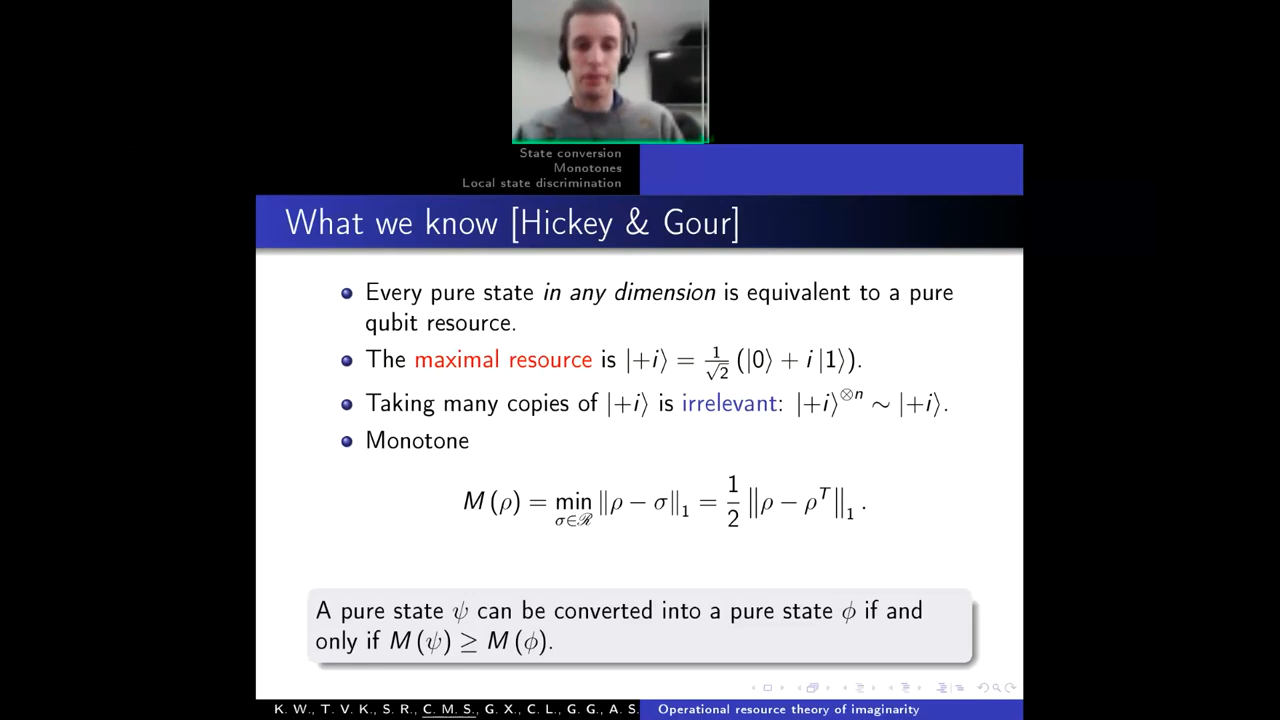 State conversion
Monotones
Local state discrimination
What we know [Hickey & Gour]
Every pure state in any dimension is equivalent to a pure
qubit resource.
The maximal resource is |+i⟩ = 1/√2 (|0⟩ + i |1⟩).
Taking many copies of |+i⟩ is irrelevant: |+i⟩^⊗n ∼ |+i⟩.
Monotone
M (ρ) = min_{σ∈ℛ} ‖ρ − σ‖₁ = 1/2 ‖ρ − ρ^T‖₁ .
A pure state ψ can be converted into a pure state ϕ if and
only if M (ψ) ≥ M (ϕ).
K. W., T. V. K., S. R., C. M. S., G. X., C. L., G. G., A. S.
Operational resource theory of imaginarity